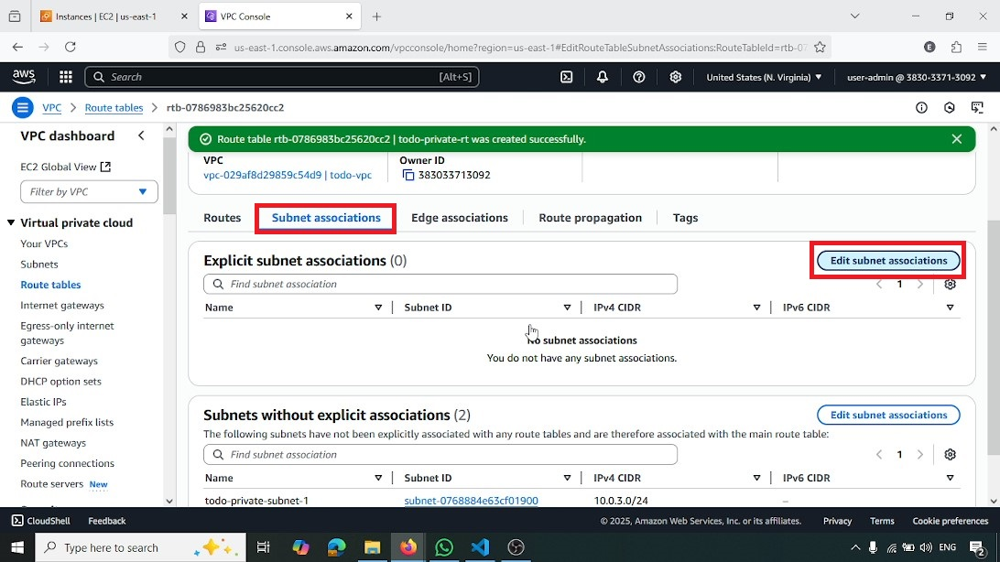 Instances | EC2 | us-east-1
VPC Console
us-east-1.console.aws.amazon.com/vpcconsole/home?region=us-east-1#EditRouteTableSubnetAssociations:RouteTableId=rtb-07
E
aws
Search
[Alt+S]
United States (N. Virginia)
user-admin @ 3830-3371-3092
VPC
Route tables
rtb-0786983bc25620cc2
VPC dashboard
EC2 Global View
Filter by VPC
Virtual private cloud
Your VPCs
Subnets
Route tables
Internet gateways
Egress-only internet
gateways
Carrier gateways
DHCP option sets
Elastic IPs
Managed prefix lists
NAT gateways
Peering connections
Route servers New
Route table rtb-0786983bc25620cc2 | todo-private-rt was created successfully.
VPC
vpc-029af8d29859c54d9 | todo-vpc
Owner ID
383033713092
Routes
Subnet associations
Edge associations
Route propagation
Tags
Explicit subnet associations (0)
Edit subnet associations
Find subnet association
1
Name
Subnet ID
IPv4 CIDR
IPv6 CIDR
No subnet associations
You do not have any subnet associations.
Subnets without explicit associations (2)
Edit subnet associations
The following subnets have not been explicitly associated with any route tables and are therefore associated with the main route table:
Find subnet association
1
Name
Subnet ID
IPv4 CIDR
IPv6 CIDR
todo-private-subnet-1
subnet-0768884e63cf01900
10.0.3.0/24
–
CloudShell
Feedback
© 2025, Amazon Web Services, Inc. or its affiliates.
Privacy
Terms
Cookie preferences
Type here to search
ENG
2